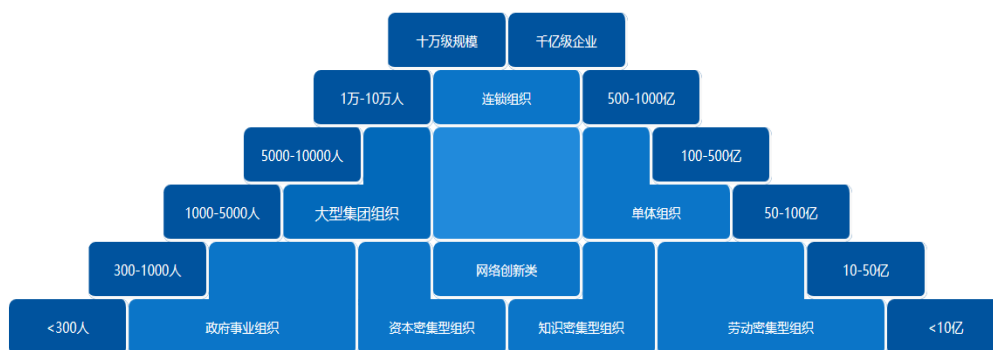 十万级规模
千亿级企业
1万-10万人
连锁组织
500-1000亿
5000-10000人
100-500亿
1000-5000人
大型集团组织
单体组织
50-100亿
300-1000人
网络创新类
10-50亿
<300人
政府事业组织
资本密集型组织
知识密集型组织
劳动密集型组织
<10亿